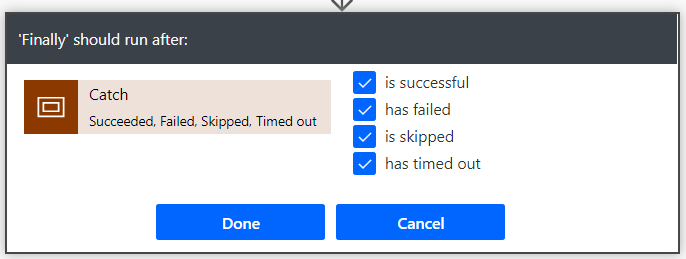 'Finally' should run after:
Catch
Succeeded, Failed, Skipped, Timed out
is successful
has failed
is skipped
has timed out
Done
Cancel